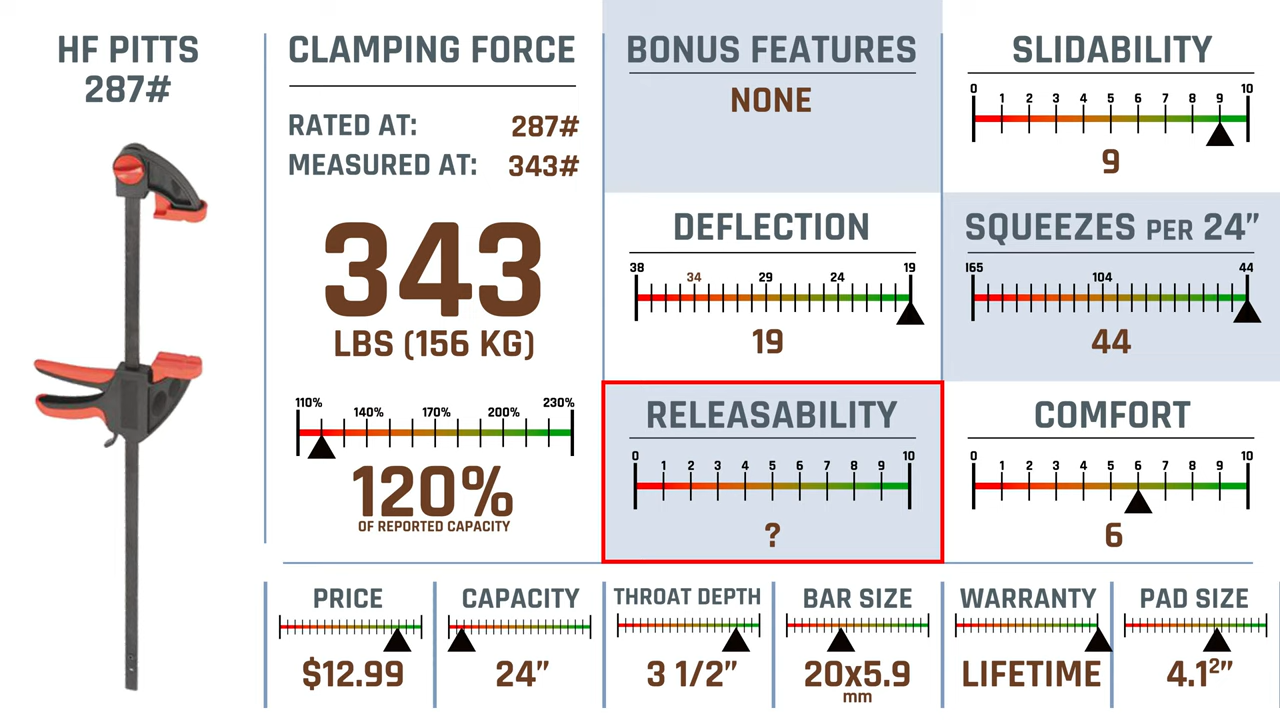 HF PITTS
287#
CLAMPING FORCE
RATED AT: 287#
MEASURED AT: 343#
343
LBS (156 KG)
110% 140% 170% 200% 230%
120%
OF REPORTED CAPACITY
BONUS FEATURES
NONE
SLIDABILITY
0 1 2 3 4 5 6 7 8 9 10
9
DEFLECTION
38 34 29 24 19
19
SQUEEZES PER 24”
165 104 44
44
RELEASABILITY
0 1 2 3 4 5 6 7 8 9 10
?
COMFORT
0 1 2 3 4 5 6 7 8 9 10
6
PRICE
$12.99
CAPACITY
24”
THROAT DEPTH
3 1/2”
BAR SIZE
20x5.9
mm
WARRANTY
LIFETIME
PAD SIZE
4.1²”